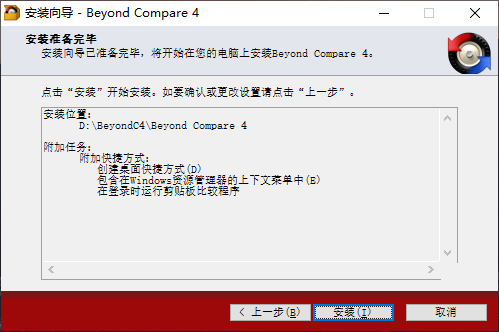 安装向导 - Beyond Compare 4
安装准备完毕
安装向导已准备完毕，将开始在您的电脑上安装Beyond Compare 4。
点击“安装”开始安装。如要确认或更改设置请点击“上一步”。
安装位置:
D:\BeyondC4\Beyond Compare 4
附加任务:
附加快捷方式:
创建桌面快捷方式(D)
包含在Windows资源管理器的上下文菜单中(E)
在登录时运行剪贴板比较程序
< 上一步(B)
安装(I)
取消